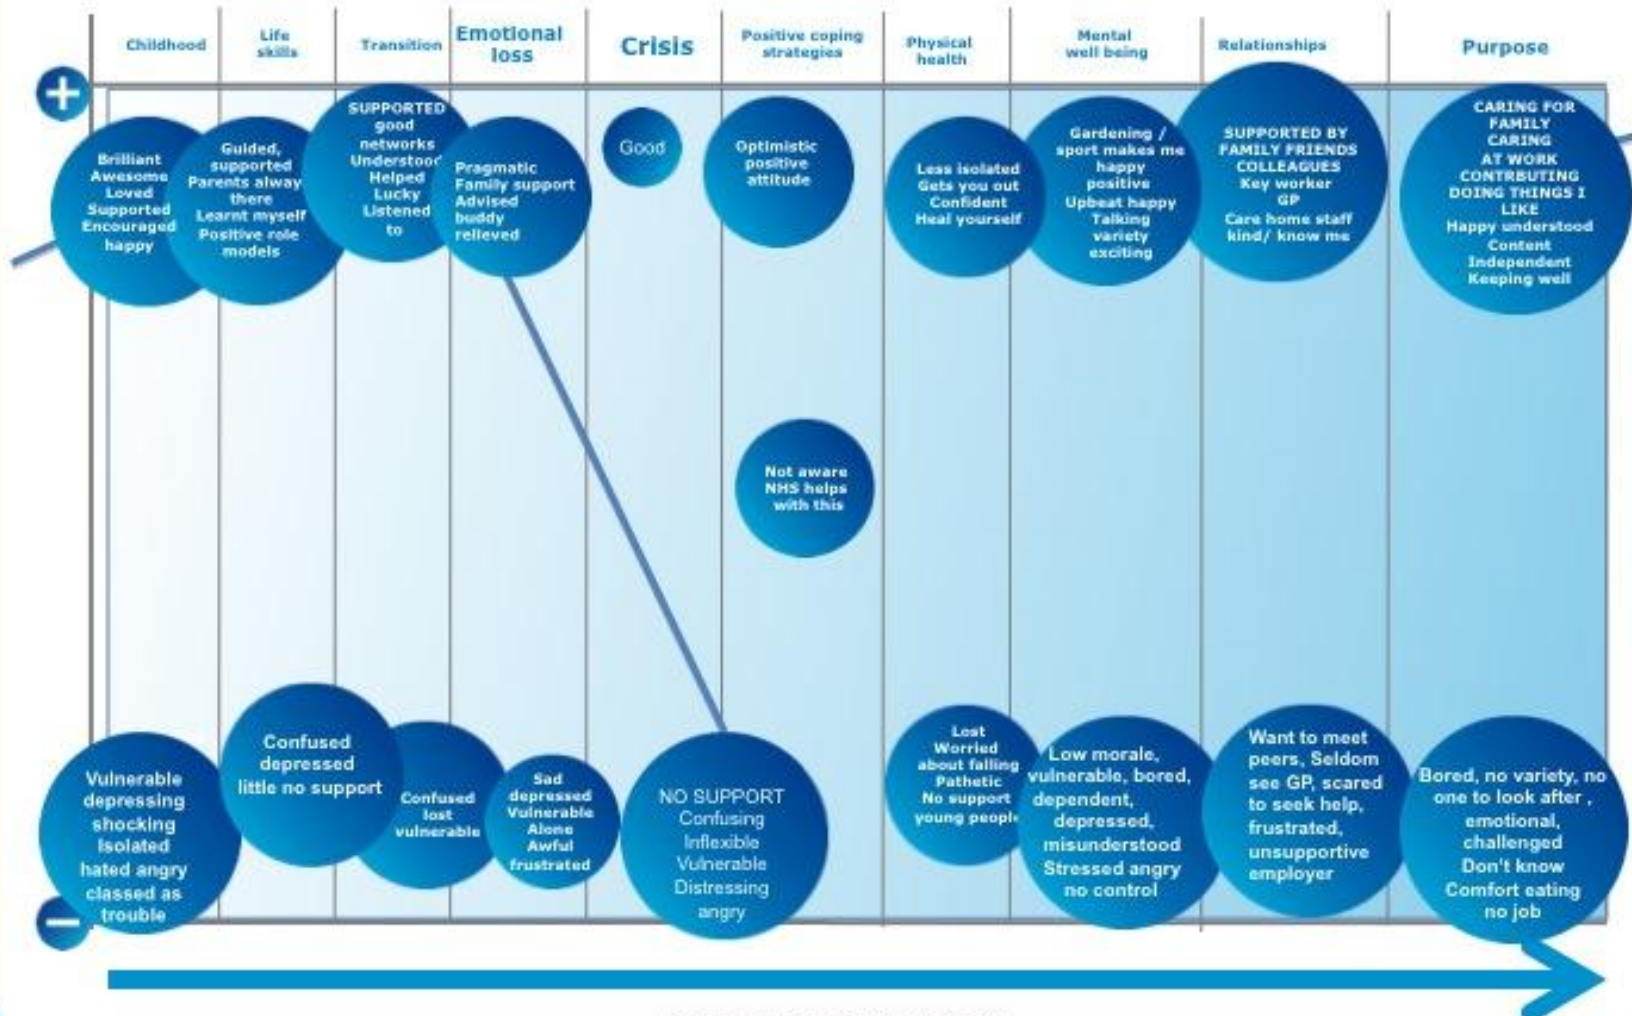 Childhood
Life
skills
Transition
Emotional
loss
Crisis
Positive coping
strategies
Physical
health
Mental
well being
Relationships
Purpose
+
Brilliant
Awesome
Loved
Supported
Encouraged
happy
Guided,
supported
Parents alway
there
Learnt myself
Positive role
models
SUPPORTED
good
networks
Understood
Helped
Lucky
Listened
to
Pragmatic
Family support
Advised
buddy
relieved
Good
Optimistic
positive
attitude
Less isolated
Gets you out
Confident
Heal yourself
Gardening /
sport makes me
happy
positive
Upbeat happy
Talking
variety
exciting
SUPPORTED BY
FAMILY FRIENDS
COLLEAGUES
Key worker
GP
Care home staff
kind/ know me
CARING FOR
FAMILY
CARING
AT WORK
CONTRBUTING
DOING THINGS I
LIKE
Happy understood
Content
Independent
Keeping well
Not aware
NHS helps
with this
Vulnerable
depressing
shocking
Isolated
hated angry
classed as
trouble
Confused
depressed
little no support
Confused
lost
vulnerable
Sad
depressed
Vulnerable
Alone
Awful
frustrated
NO SUPPORT
Confusing
Inflexible
Vulnerable
Distressing
angry
Lost
Worried
about falling
Pathetic
No support
young people
Low morale,
vulnerable, bored,
dependent,
depressed,
misunderstood
Stressed angry
no control
Want to meet
peers, Seldom
see GP, scared
to seek help,
frustrated,
unsupportive
employer
Bored, no variety, no
one to look after ,
emotional,
challenged
Don't know
Comfort eating
no job
−